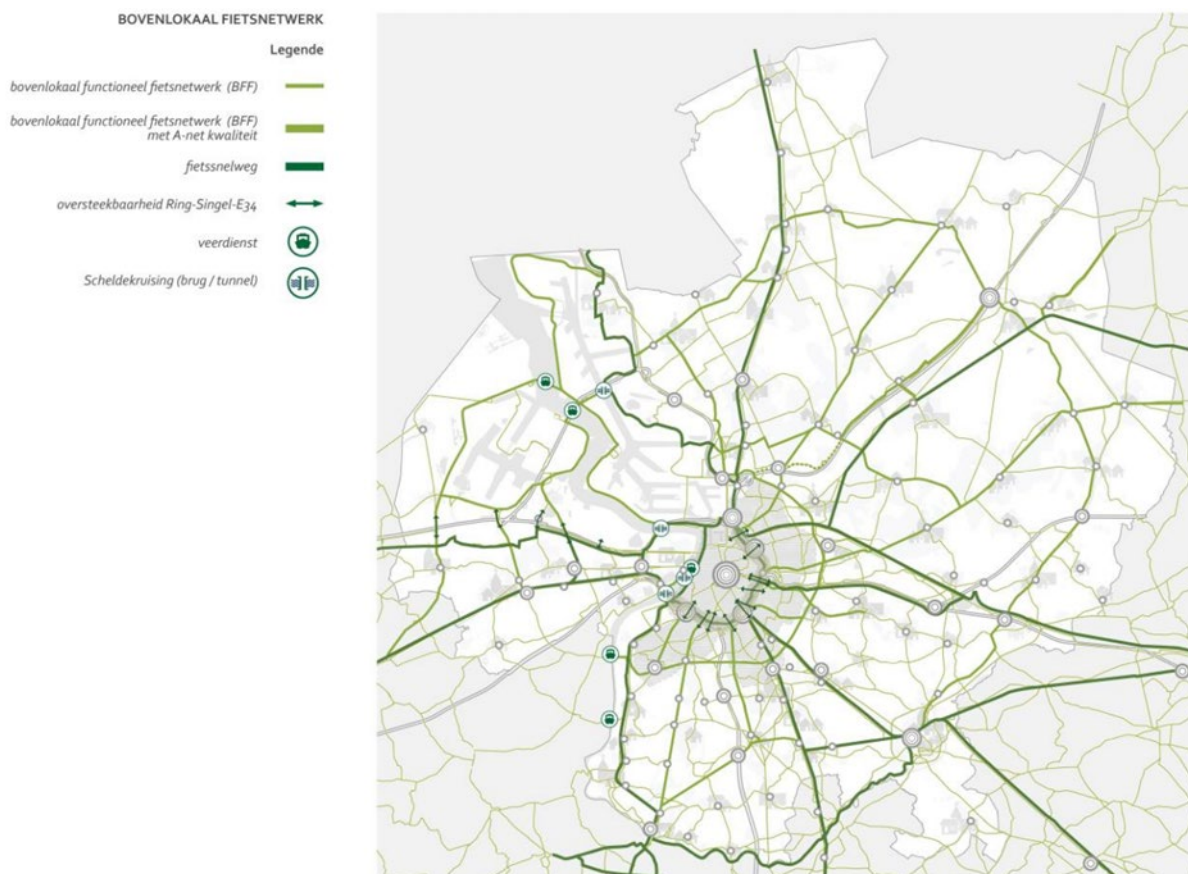 BOVENLOKAAL FIETSNETWERK
Legende
bovenlokaal functioneel fietsnetwerk (BFF)
bovenlokaal functioneel fietsnetwerk (BFF)
met A-net kwaliteit
fietssnelweg
oversteekbaarheid Ring-Singel-E34
veerdienst
Scheldekruising (brug / tunnel)